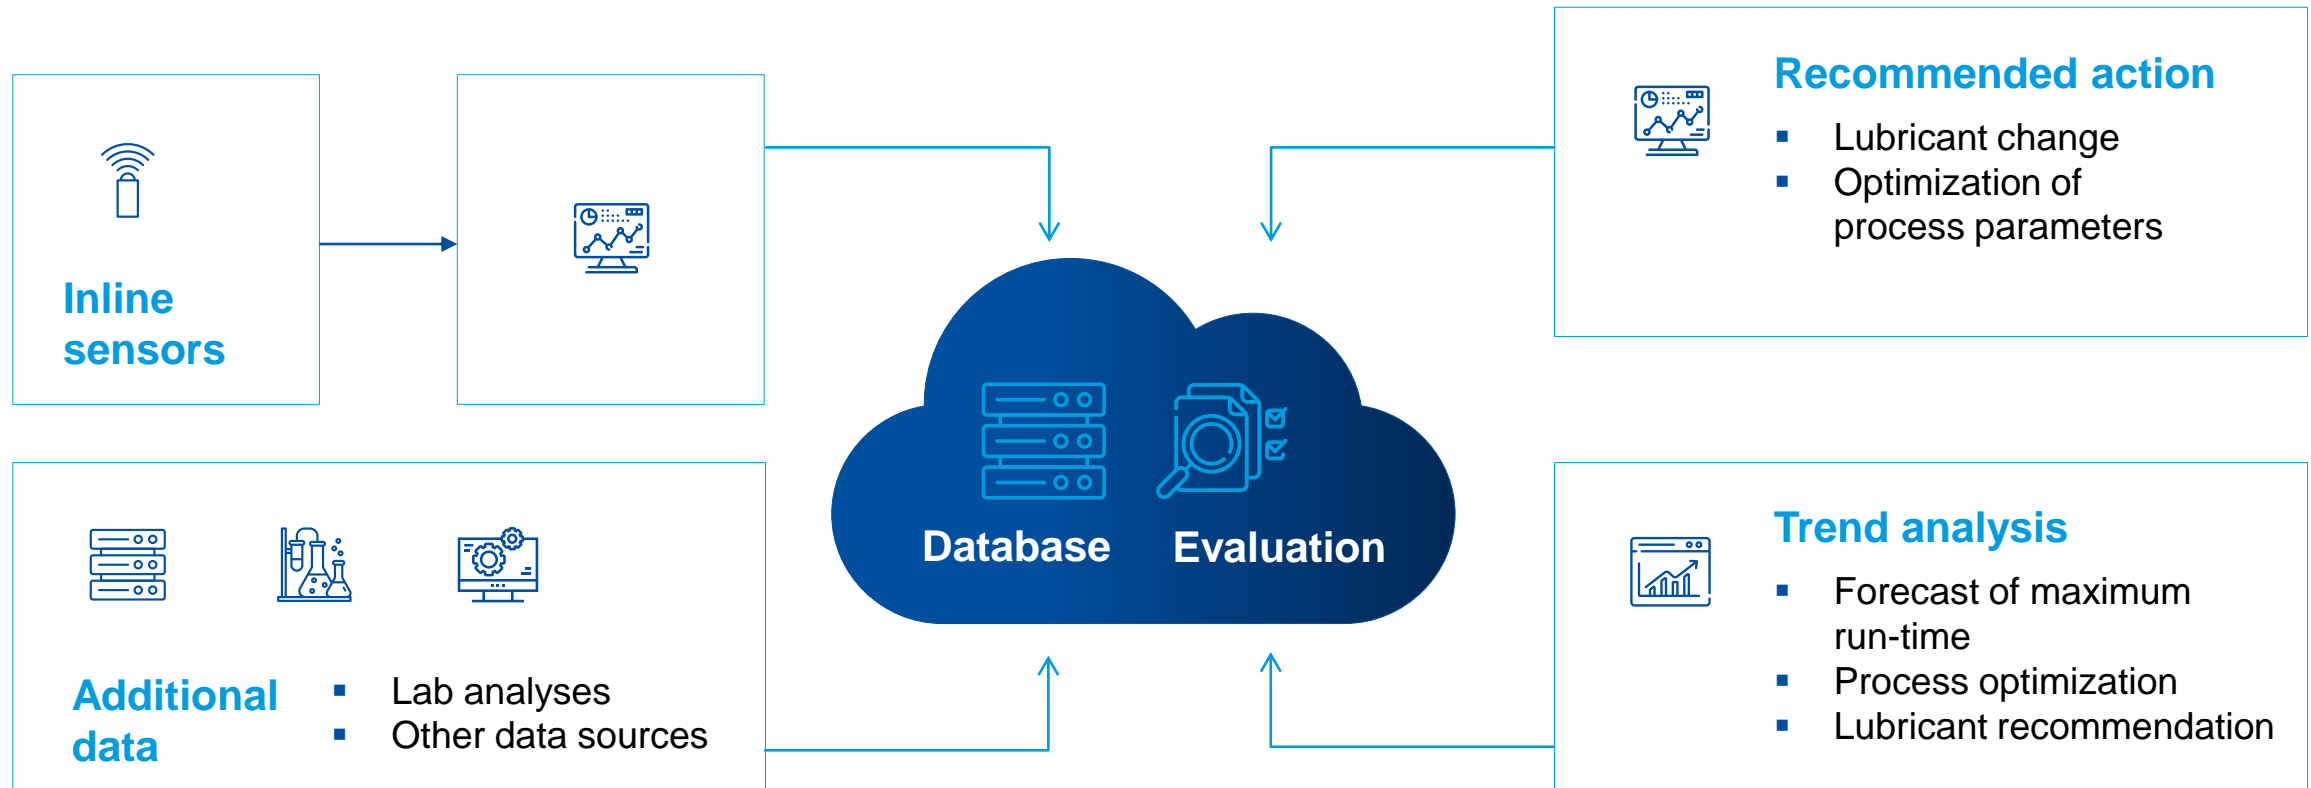 Inline
sensors
Additional
data
▪ Lab analyses
▪ Other data sources
Database
Evaluation
Recommended action
▪ Lubricant change
▪ Optimization of
process parameters
Trend analysis
▪ Forecast of maximum
run-time
▪ Process optimization
▪ Lubricant recommendation